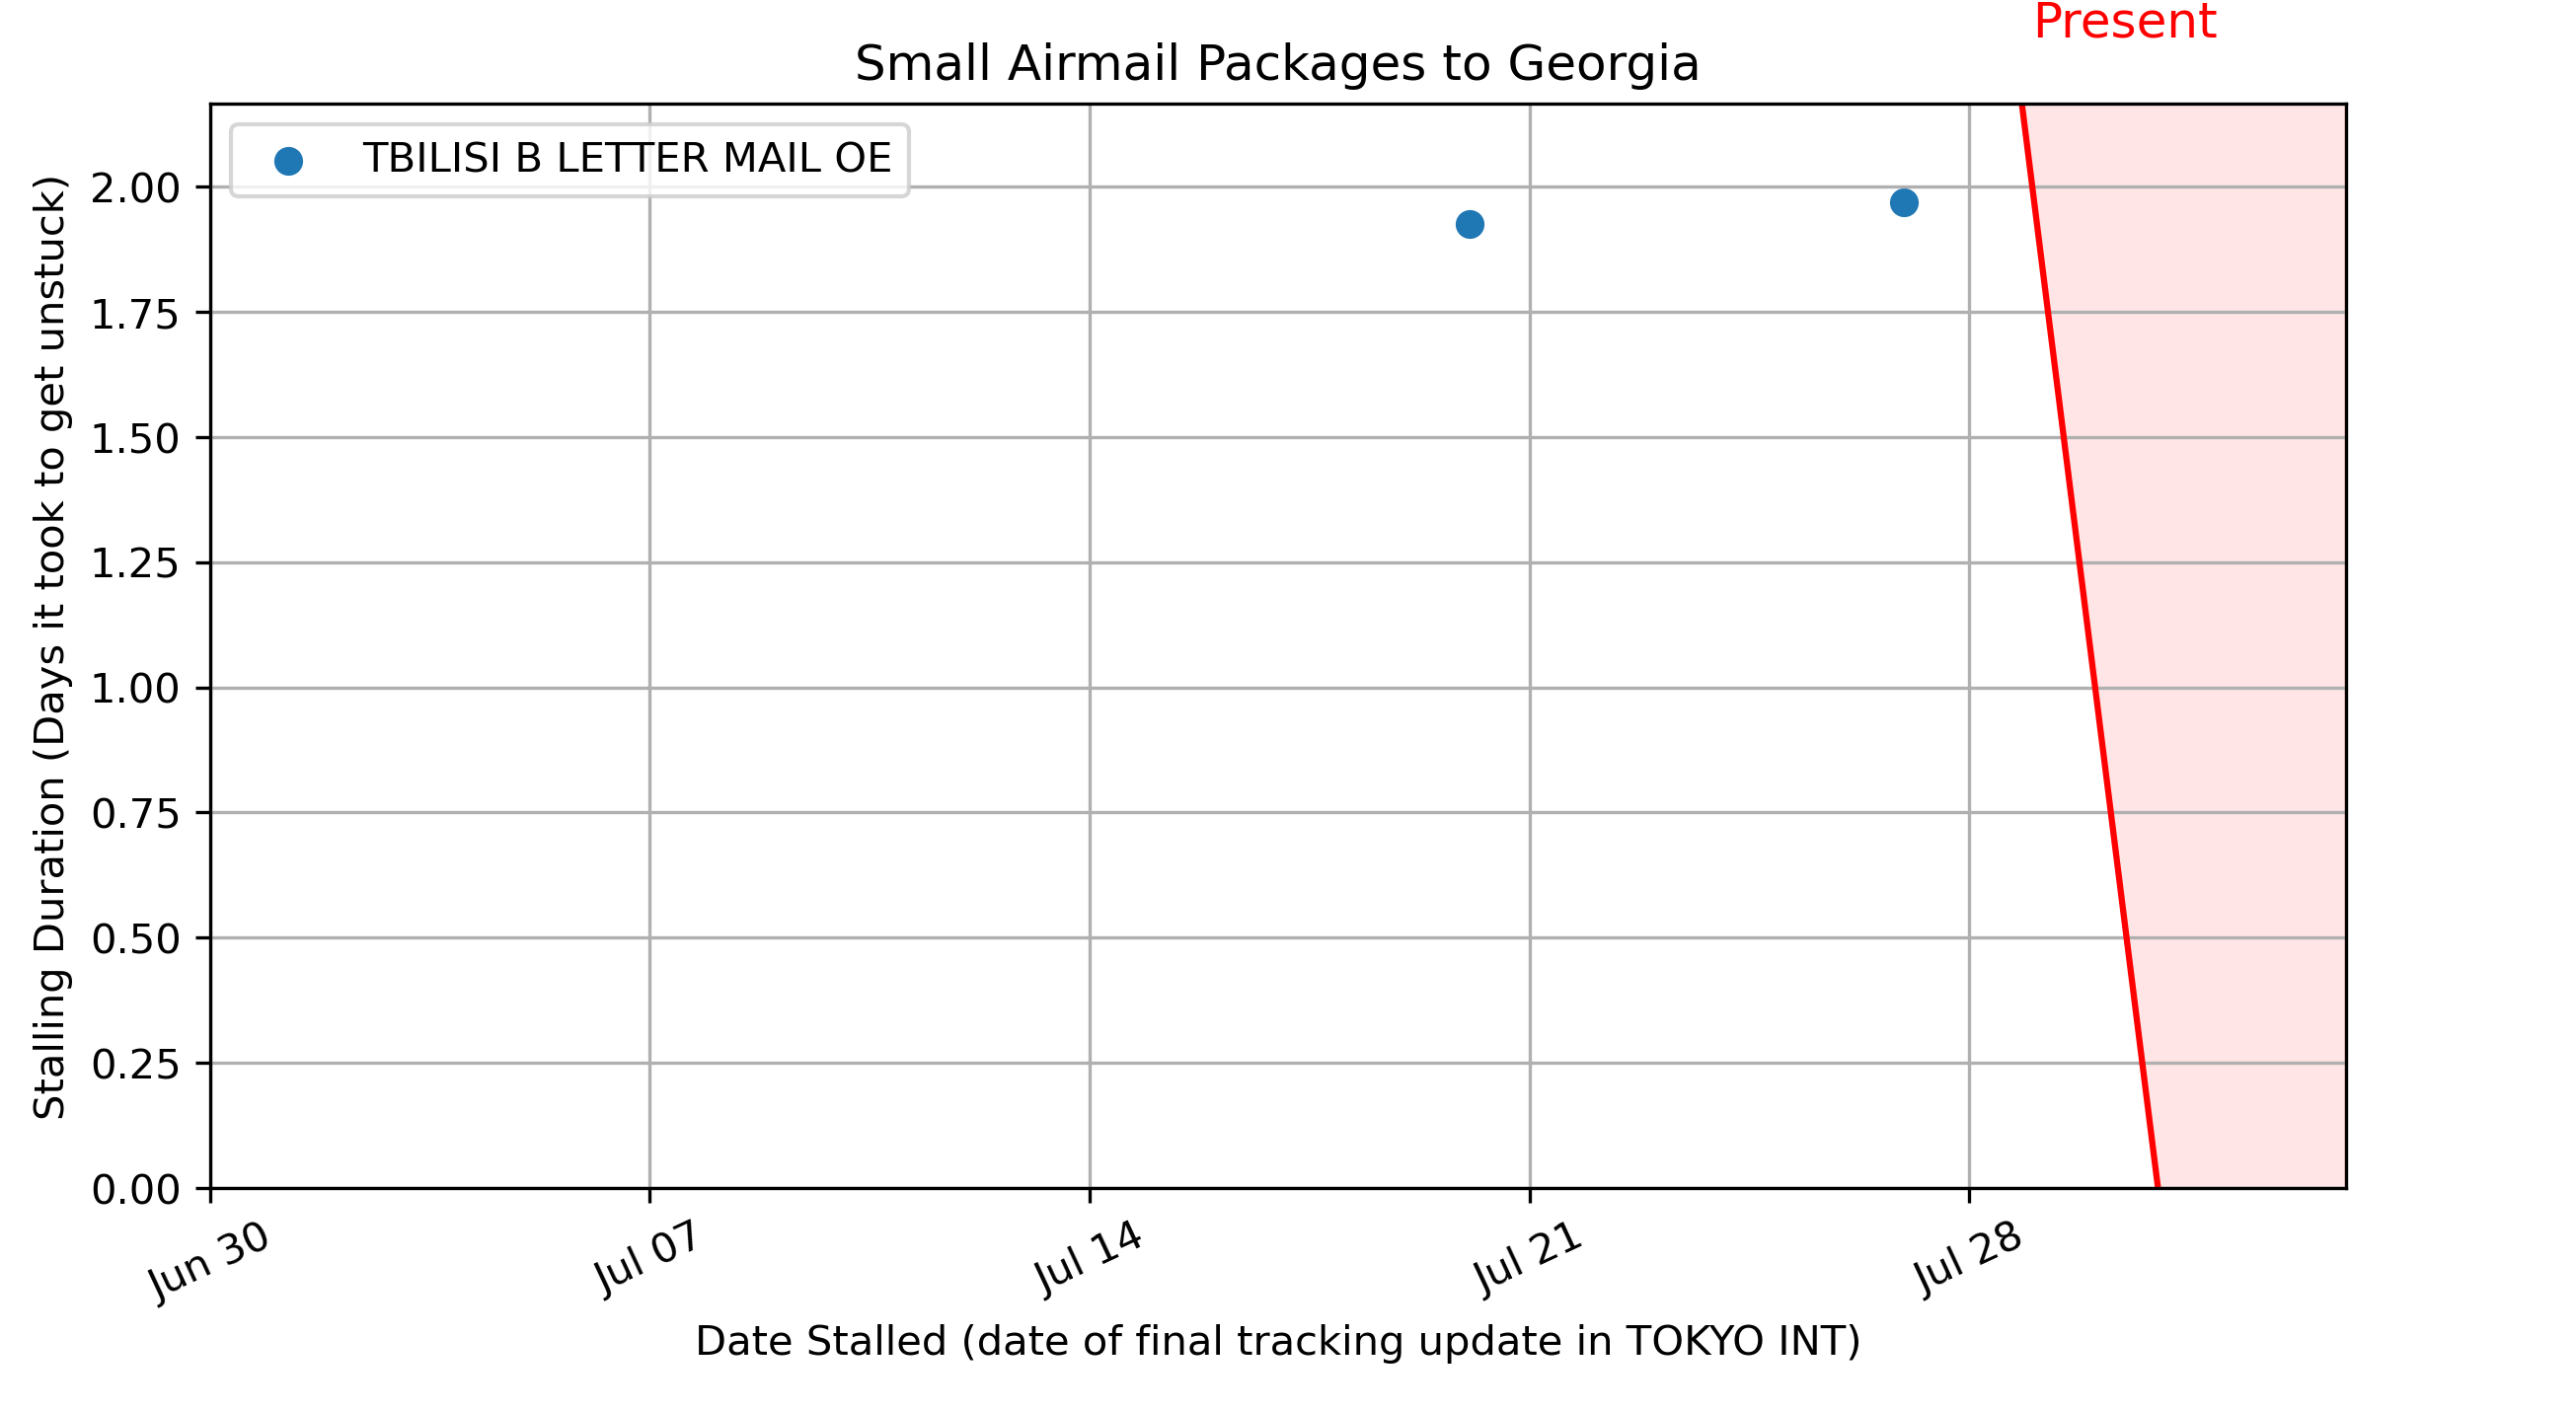 Present
Small Airmail Packages to Georgia
TBILISI B LETTER MAIL OE
Stalling Duration (Days it took to get unstuck)
2.00
1.75
1.50
1.25
1.00
0.75
0.50
0.25
0.00
Jun 30
Jul 07
Jul 14
Jul 21
Jul 28
Date Stalled (date of final tracking update in TOKYO INT)